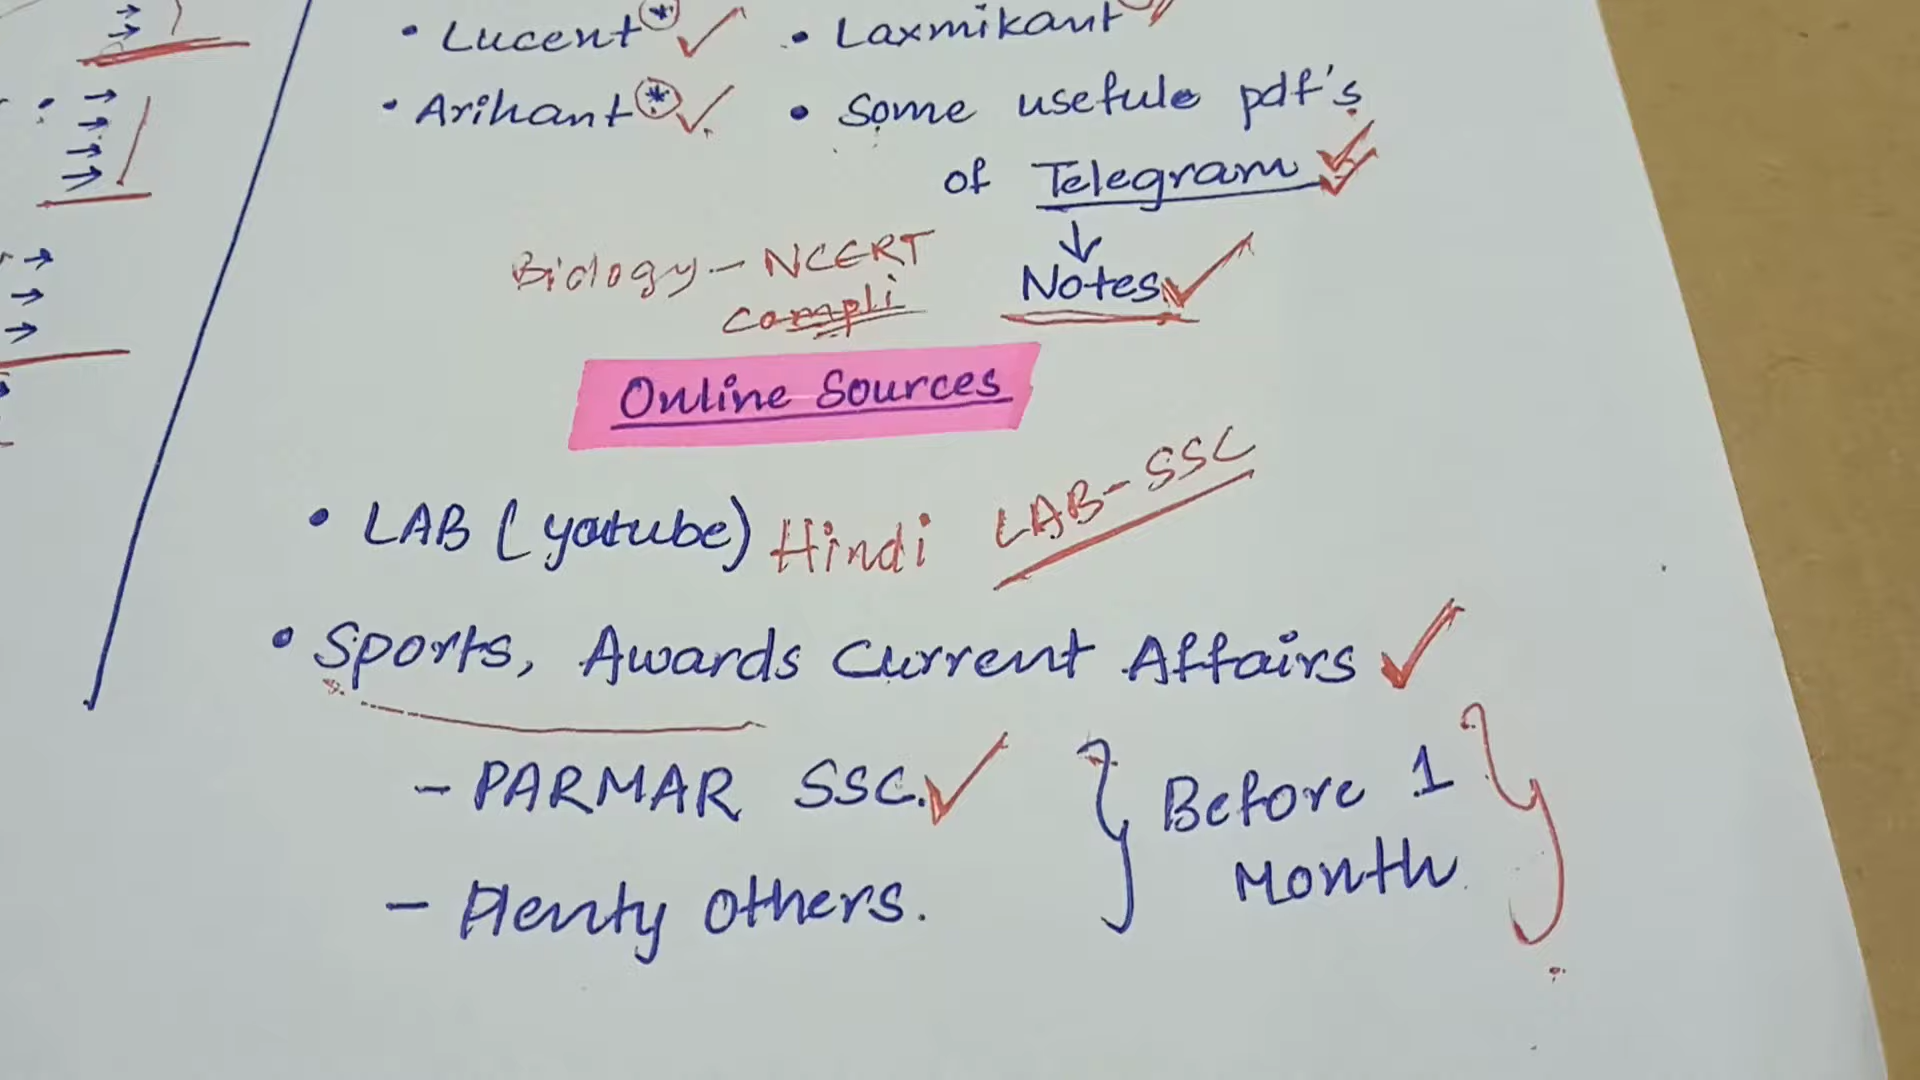 • Lucent * • Laxmikant
• Arihant * • Some usefule pdf's
of Telegram
Biology - NCERT
Notes
Compli
Online Sources
• LAB (yotube) Hindi LAB-SSC
• Sports, Awards Current Affairs
- PARMAR SSC.
Before 1
Month
- Plenty others.